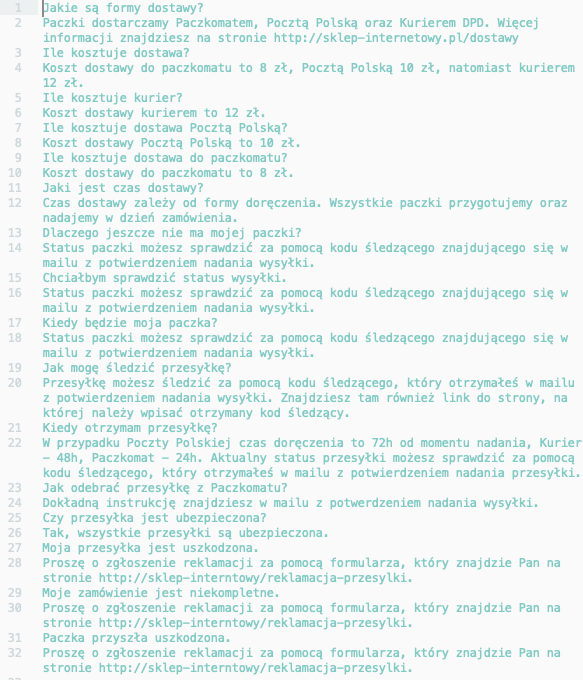 1 Jakie są formy dostawy?
2 Paczki dostarczamy Paczkomatem, Pocztą Polską oraz Kurierem DPD. Więcej
informacji znajdziesz na stronie http://sklep-internetowy.pl/dostawy
3 Ile kosztuje dostawa?
4 Koszt dostawy do paczkomatu to 8 zł, Pocztą Polską 10 zł, natomiast kurierem
12 zł.
5 Ile kosztuje kurier?
6 Koszt dostawy kurierem to 12 zł.
7 Ile kosztuje dostawa Pocztą Polską?
8 Koszt dostawy Pocztą Polską to 10 zł.
9 Ile kosztuje dostawa do paczkomatu?
10 Koszt dostawy do paczkomatu to 8 zł.
11 Jaki jest czas dostawy?
12 Czas dostawy zależy od formy doręczenia. Wszystkie paczki przygotujemy oraz
nadajemy w dzień zamówienia.
13 Dlaczego jeszcze nie ma mojej paczki?
14 Status paczki możesz sprawdzić za pomocą kodu śledzącego znajdującego się w
mailu z potwierdzeniem nadania wysyłki.
15 Chciałbym sprawdzić status wysyłki.
16 Status paczki możesz sprawdzić za pomocą kodu śledzącego znajdującego się w
mailu z potwierdzeniem nadania wysyłki.
17 Kiedy będzie moja paczka?
18 Status paczki możesz sprawdzić za pomocą kodu śledzącego znajdującego się w
mailu z potwierdzeniem nadania wysyłki.
19 Jak mogę śledzić przesyłkę?
20 Przesyłkę możesz śledzić za pomocą kodu śledzącego, który otrzymałeś w mailu
z potwierdzeniem nadania wysyłki. Znajdziesz tam również link do strony, na
której należy wpisać otrzymany kod śledzący.
21 Kiedy otrzymam przesyłkę?
22 W przypadku Poczty Polskiej czas doręczenia to 72h od momentu nadania, Kurier
– 48h, Paczkomat – 24h. Aktualny status przesyłki możesz sprawdzić za pomocą
kodu śledzącego, który otrzymałeś w mailu z potwierdzeniem nadania przesyłki.
23 Jak odebrać przesyłkę z Paczkomatu?
24 Dokładną instrukcję znajdziesz w mailu z potwerdzeniem nadania wysyłki.
25 Czy przesyłka jest ubezpieczona?
26 Tak, wszystkie przesyłki są ubezpieczona.
27 Moja przesyłka jest uszkodzona.
28 Proszę o zgłoszenie reklamacji za pomocą formularza, który znajdzie Pan na
stronie http://sklep-interntowy/reklamacja-przesylki.
29 Moje zamówienie jest niekompletne.
30 Proszę o zgłoszenie reklamacji za pomocą formularza, który znajdzie Pan na
stronie http://sklep-interntowy/reklamacja-przesylki.
31 Paczka przyszła uszkodzona.
32 Proszę o zgłoszenie reklamacji za pomocą formularza, który znajdzie Pan na
stronie http://sklep-interntowy/reklamacja-przesylki.